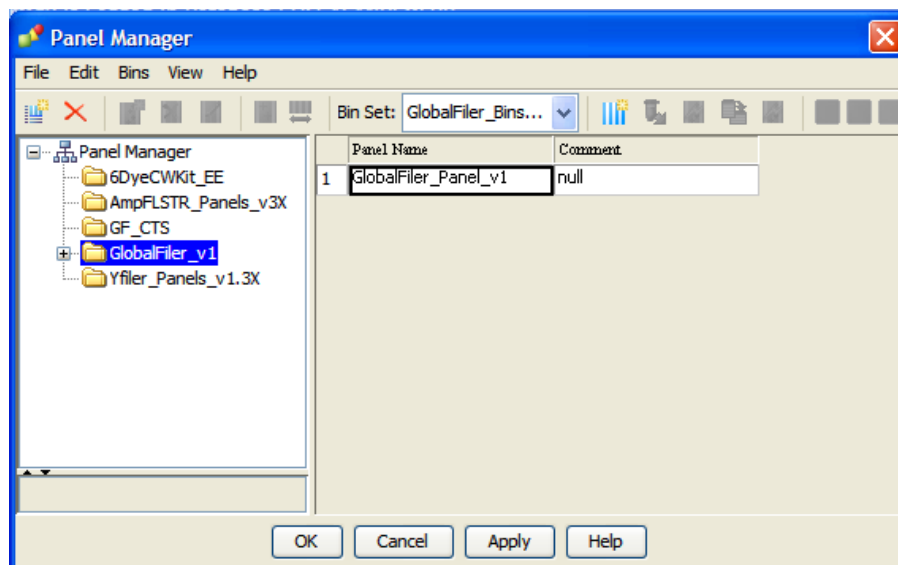 Panel Manager
File Edit Bins View Help
Bin Set: GlobalFiler_Bins...
Panel Manager
6DyeCWKit_EE
AmpFLSTR_Panels_v3X
GF_CTS
GlobalFiler_v1
Yfiler_Panels_v1.3X
Panel Name Comment
1 GlobalFiler_Panel_v1 null
OK Cancel Apply Help